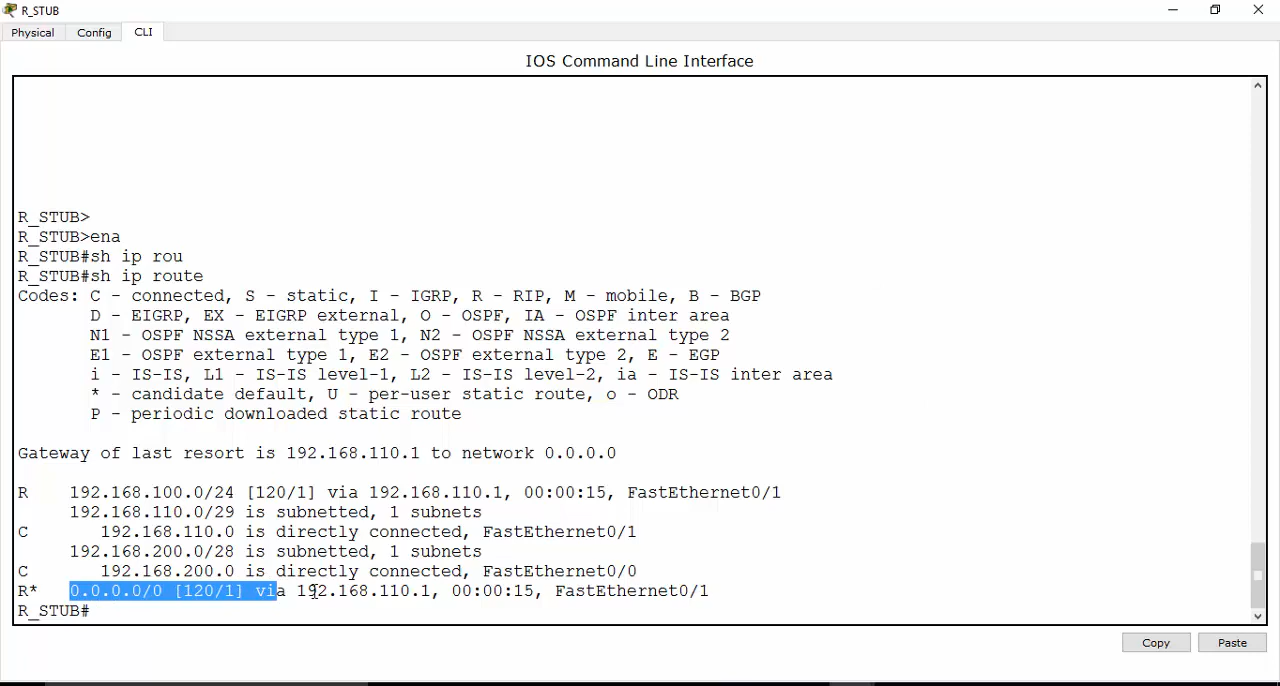 R_STUB
Physical Config CLI
IOS Command Line Interface
R_STUB>
R_STUB>ena
R_STUB#sh ip rou
R_STUB#sh ip route
Codes: C - connected, S - static, I - IGRP, R - RIP, M - mobile, B - BGP
D - EIGRP, EX - EIGRP external, O - OSPF, IA - OSPF inter area
N1 - OSPF NSSA external type 1, N2 - OSPF NSSA external type 2
E1 - OSPF external type 1, E2 - OSPF external type 2, E - EGP
i - IS-IS, L1 - IS-IS level-1, L2 - IS-IS level-2, ia - IS-IS inter area
* - candidate default, U - per-user static route, o - ODR
P - periodic downloaded static route
Gateway of last resort is 192.168.110.1 to network 0.0.0.0
R 192.168.100.0/24 [120/1] via 192.168.110.1, 00:00:15, FastEthernet0/1
192.168.110.0/29 is subnetted, 1 subnets
C 192.168.110.0 is directly connected, FastEthernet0/1
192.168.200.0/28 is subnetted, 1 subnets
C 192.168.200.0 is directly connected, FastEthernet0/0
R* 0.0.0.0/0 [120/1] via 192.168.110.1, 00:00:15, FastEthernet0/1
R_STUB#
Copy Paste